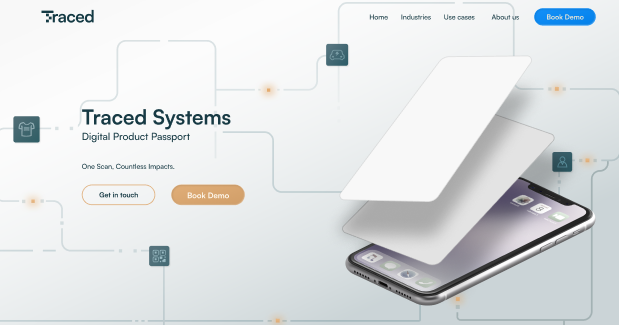 Traced
Home Industries Use cases About us Book Demo
Traced Systems
Digital Product Passport
One Scan, Countless Impacts.
Get in touch Book Demo